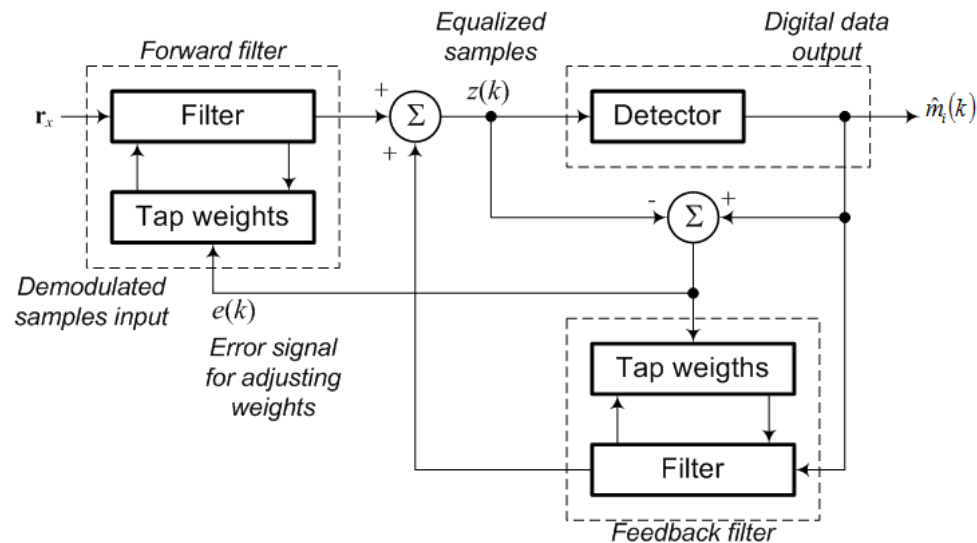 Equalized
samples
Digital data
output
Forward filter
r_x
Filter
+
Σ
+
z(k)
Detector
m̂_i(k)
Tap weights
-
Σ
+
Demodulated
samples input
e(k)
Error signal
for adjusting
weights
Tap weigths
Filter
Feedback filter